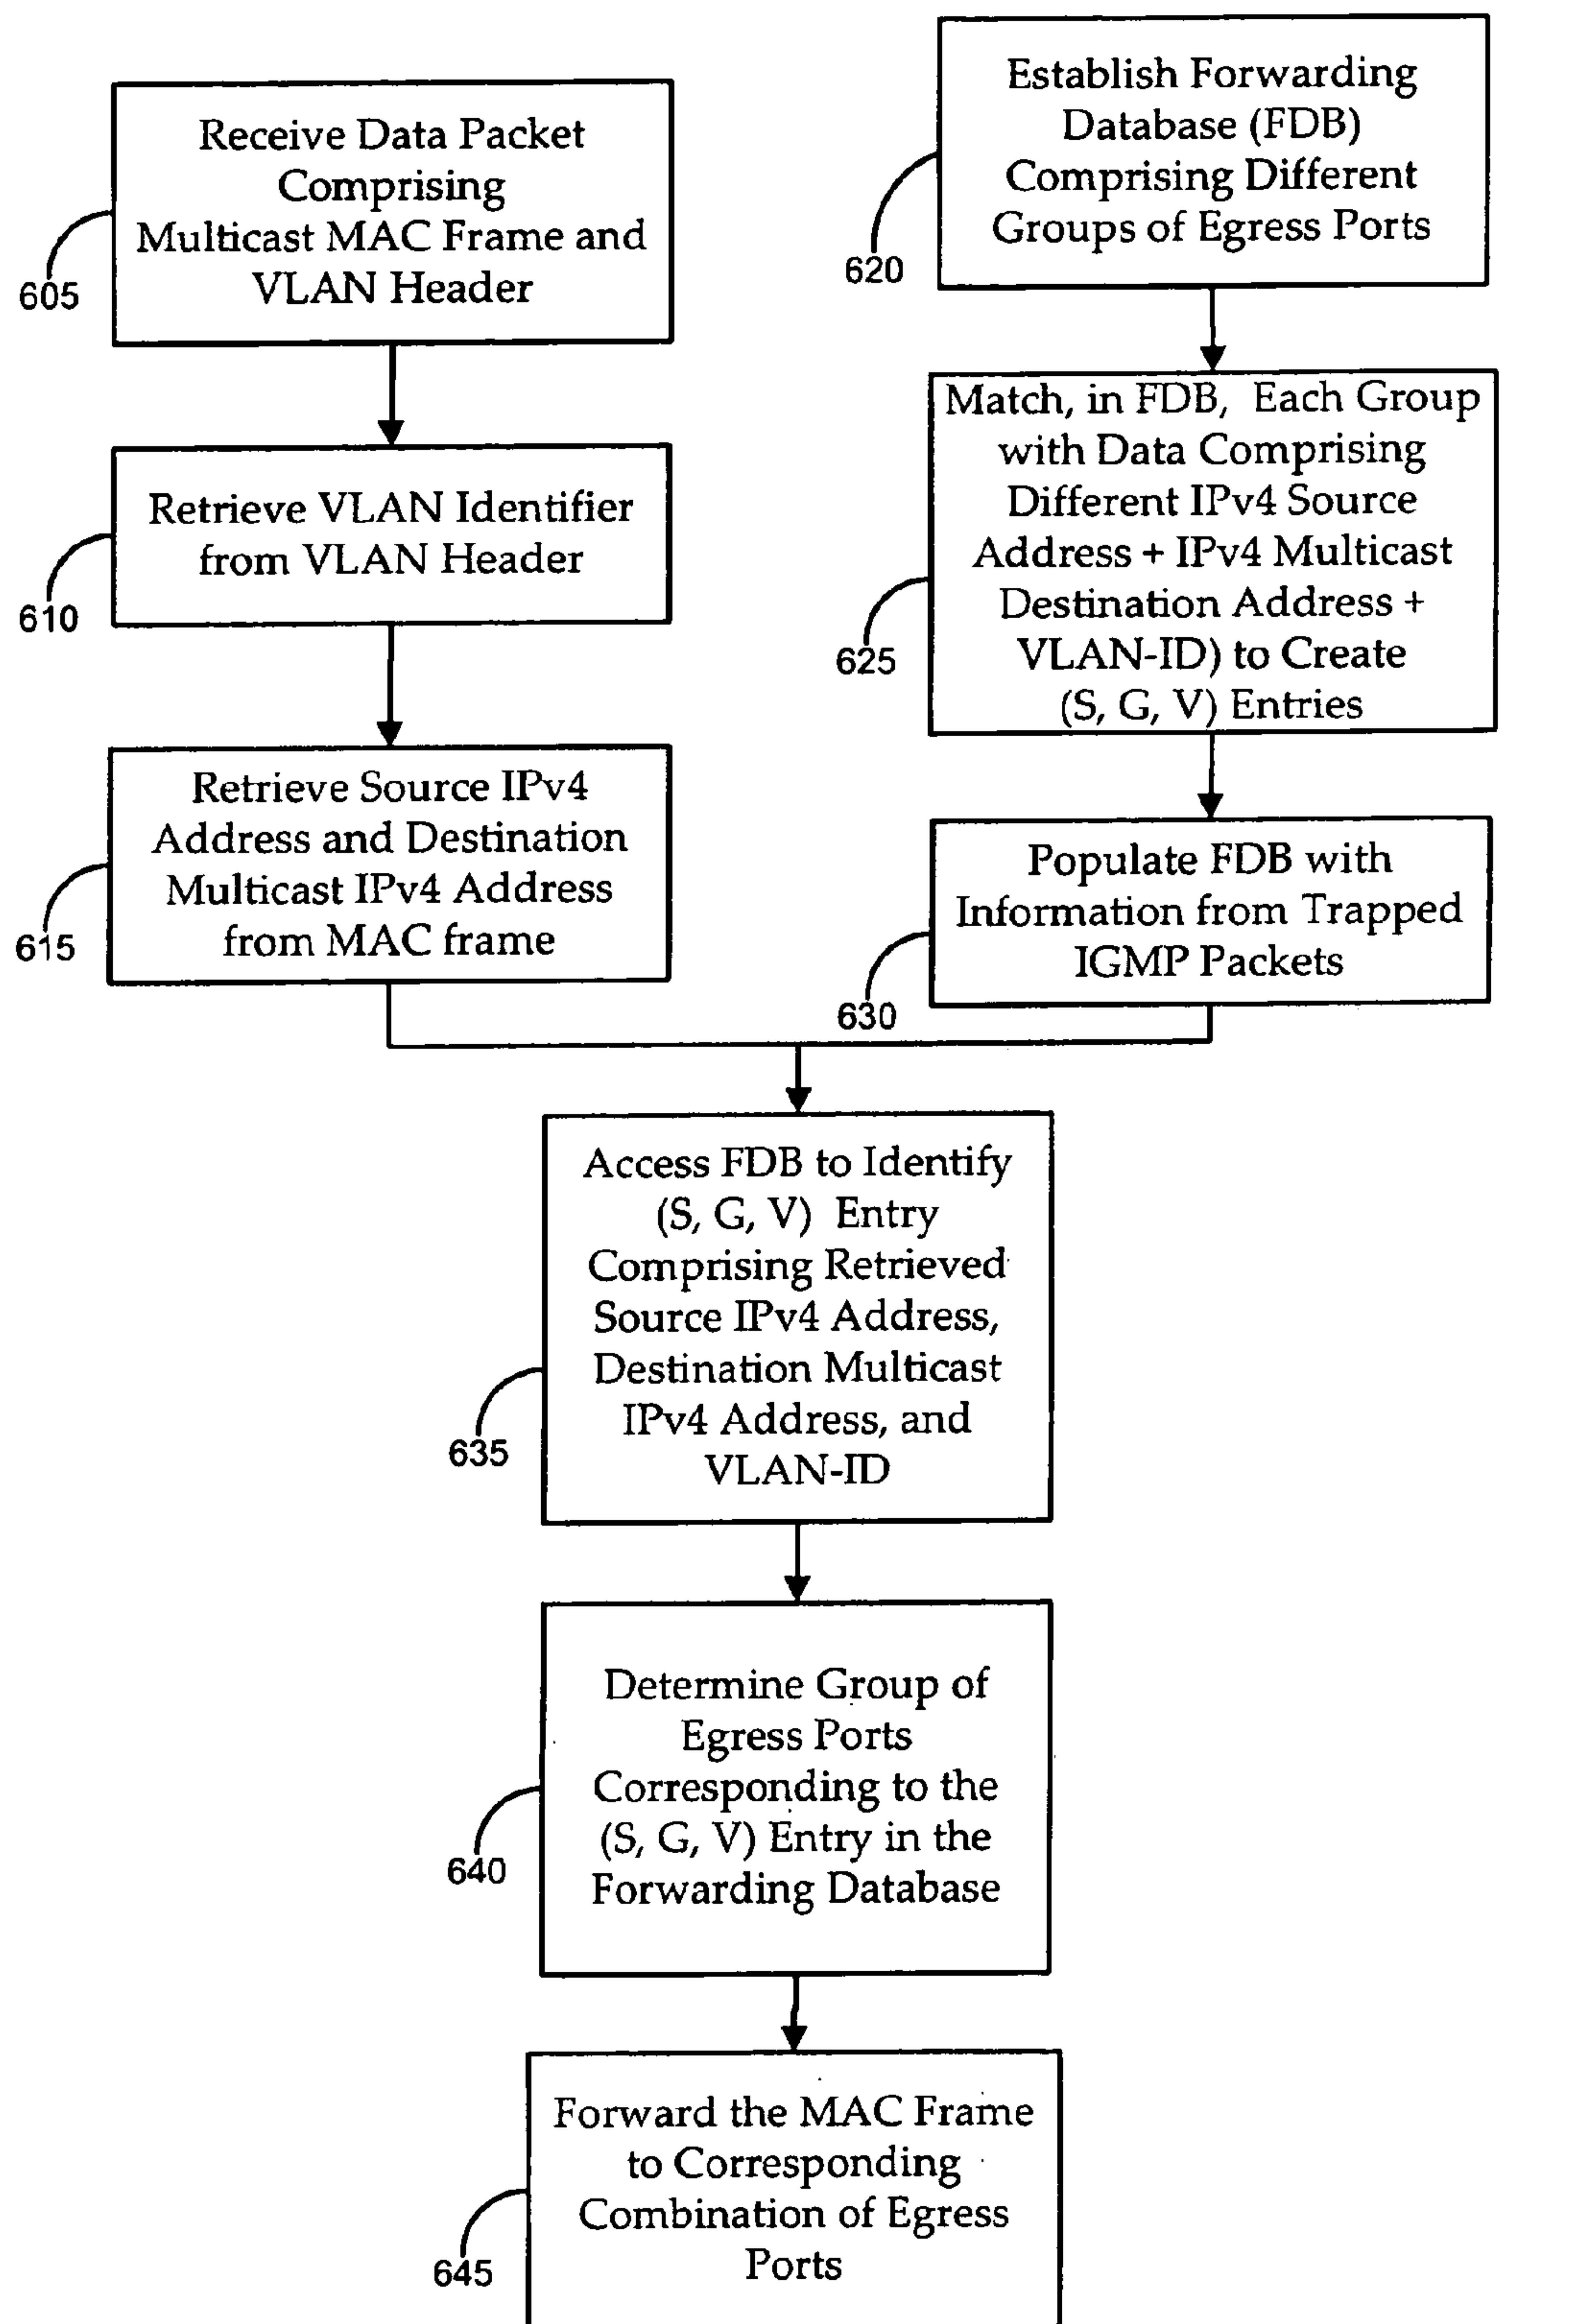 Receive Data Packet
Comprising
Multicast MAC Frame and
VLAN Header
605
Retrieve VLAN Identifier
from VLAN Header
610
Retrieve Source IPv4
Address and Destination
Multicast IPv4 Address
from MAC frame
615
Establish Forwarding
Database (FDB)
Comprising Different
Groups of Egress Ports
620
Match, in FDB, Each Group
with Data Comprising
Different IPv4 Source
Address + IPv4 Multicast
Destination Address +
VLAN-ID) to Create
(S, G, V) Entries
625
Populate FDB with
Information from Trapped
IGMP Packets
630
Access FDB to Identify
(S, G, V) Entry
Comprising Retrieved
Source IPv4 Address,
Destination Multicast
IPv4 Address, and
VLAN-ID
635
Determine Group of
Egress Ports
Corresponding to the
(S, G, V) Entry in the
Forwarding Database
640
Forward the MAC Frame
to Corresponding
Combination of Egress
Ports
645